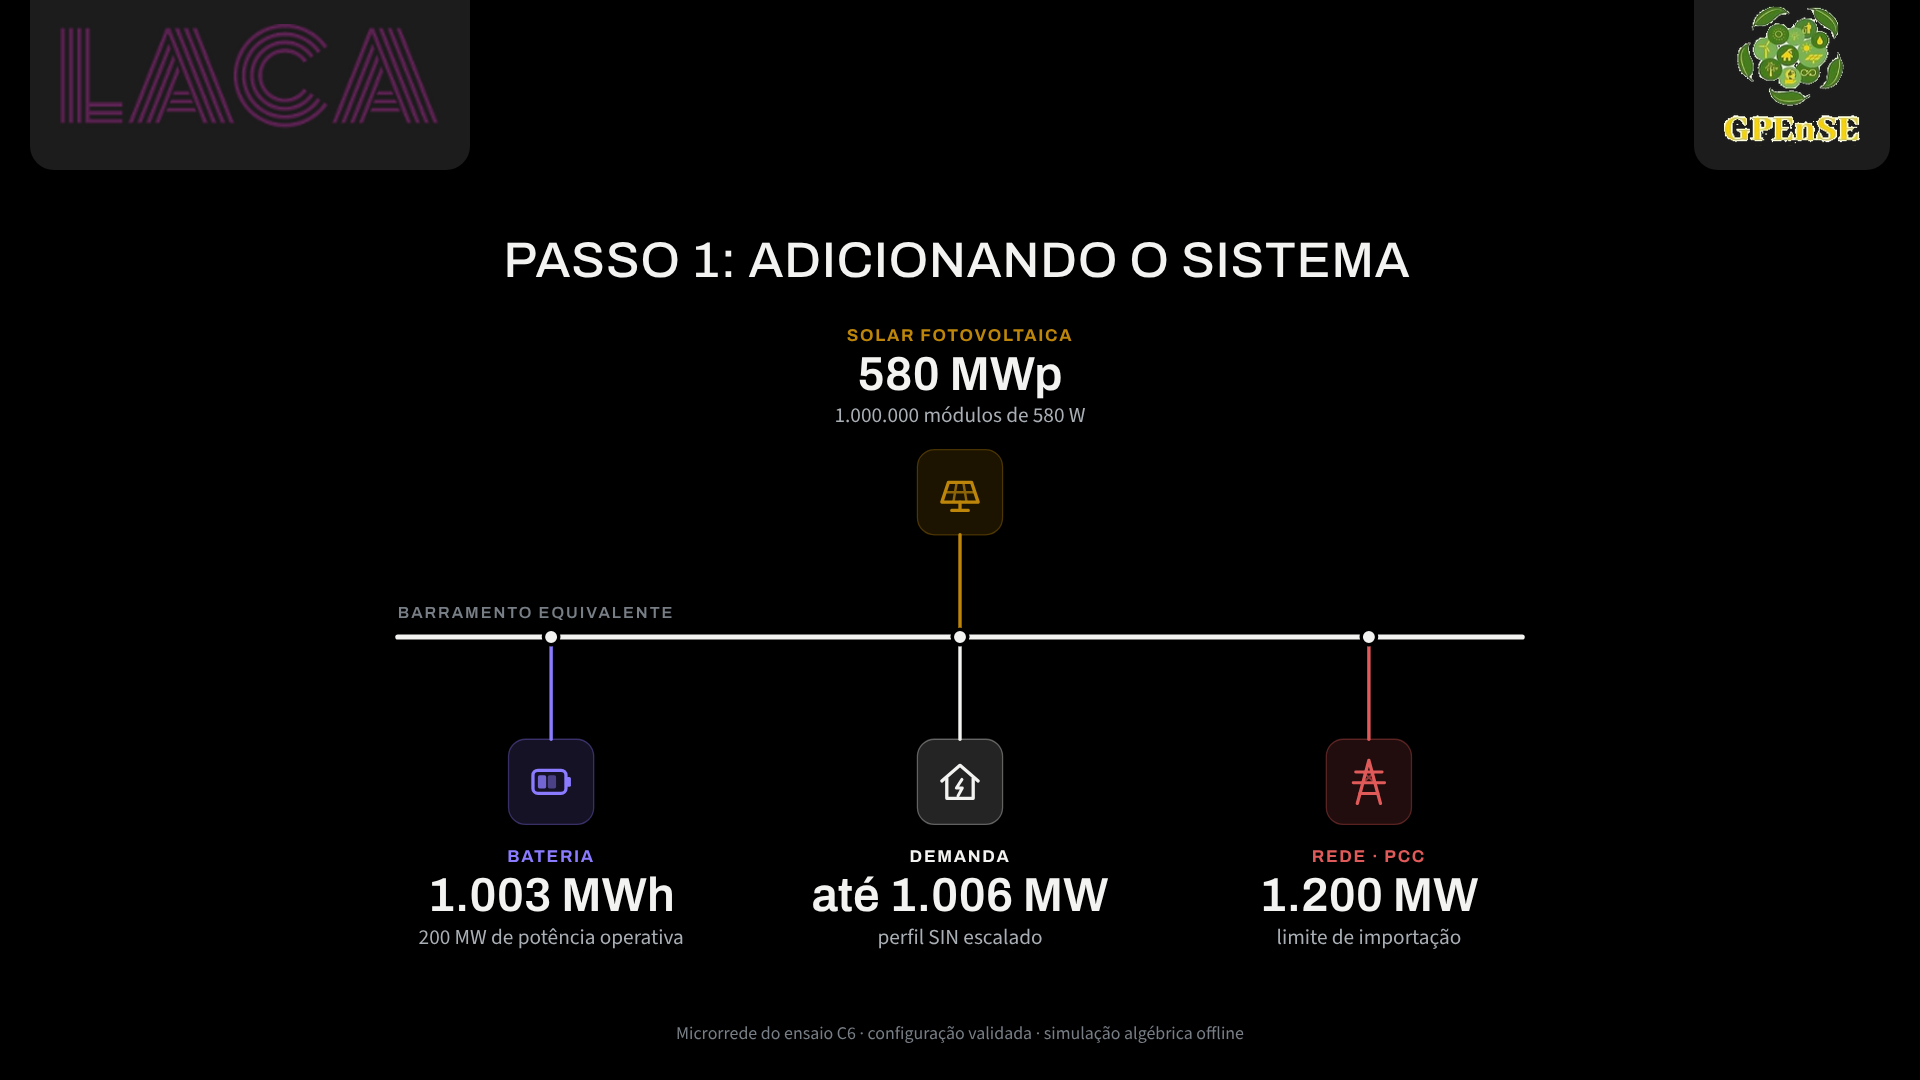 LACA
GPEnSE
PASSO 1: ADICIONANDO O SISTEMA
SOLAR FOTOVOLTAICA
580 MWp
1.000.000 módulos de 580 W
BARRAMENTO EQUIVALENTE
BATERIA
1.003 MWh
200 MW de potência operativa
DEMANDA
até 1.006 MW
perfil SIN escalado
REDE · PCC
1.200 MW
limite de importação
Microrrede do ensaio C6 · configuração validada · simulação algébrica offline